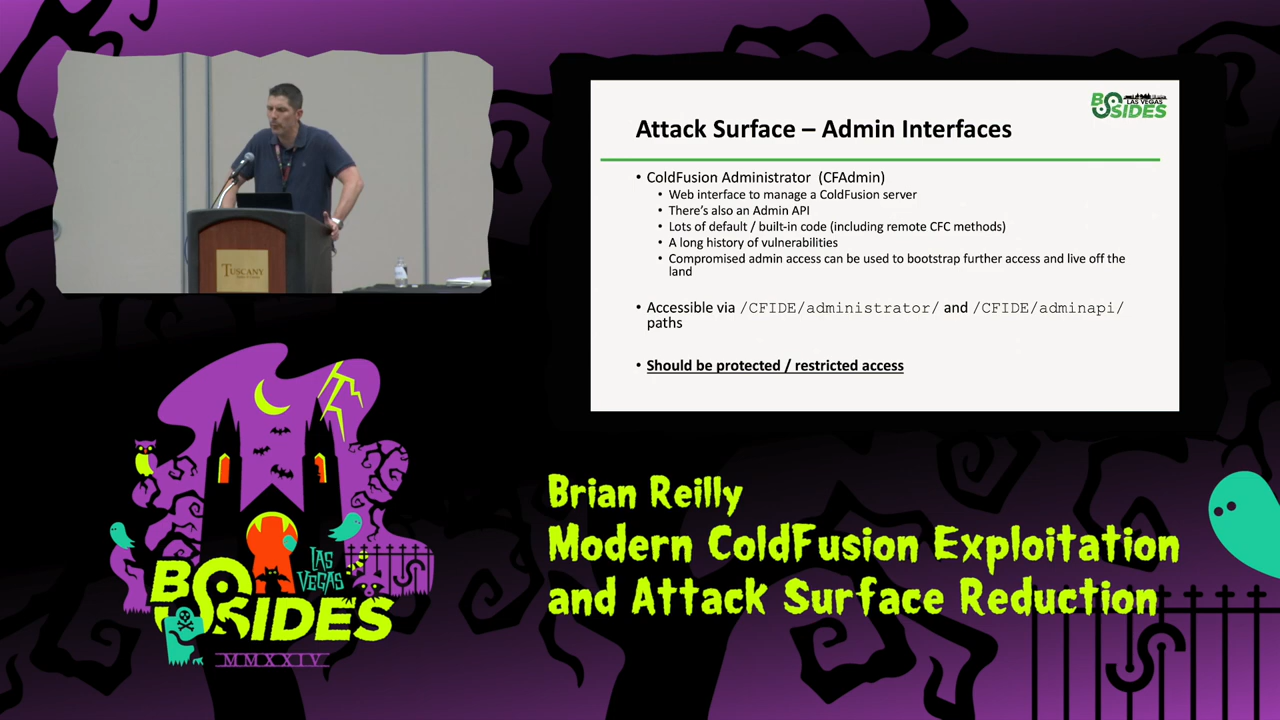 TUSCANY
BSIDES
LAS VEGAS
Attack Surface – Admin Interfaces
• ColdFusion Administrator (CFAdmin)
• Web interface to manage a ColdFusion server
• There's also an Admin API
• Lots of default / built-in code (including remote CFC methods)
• A long history of vulnerabilities
• Compromised admin access can be used to bootstrap further access and live off the
land
• Accessible via /CFIDE/administrator/ and /CFIDE/adminapi/
paths
• Should be protected / restricted access
LAS
VEGAS
BSIDES
MMXXIV
Brian Reilly
Modern ColdFusion Exploitation
and Attack Surface Reduction